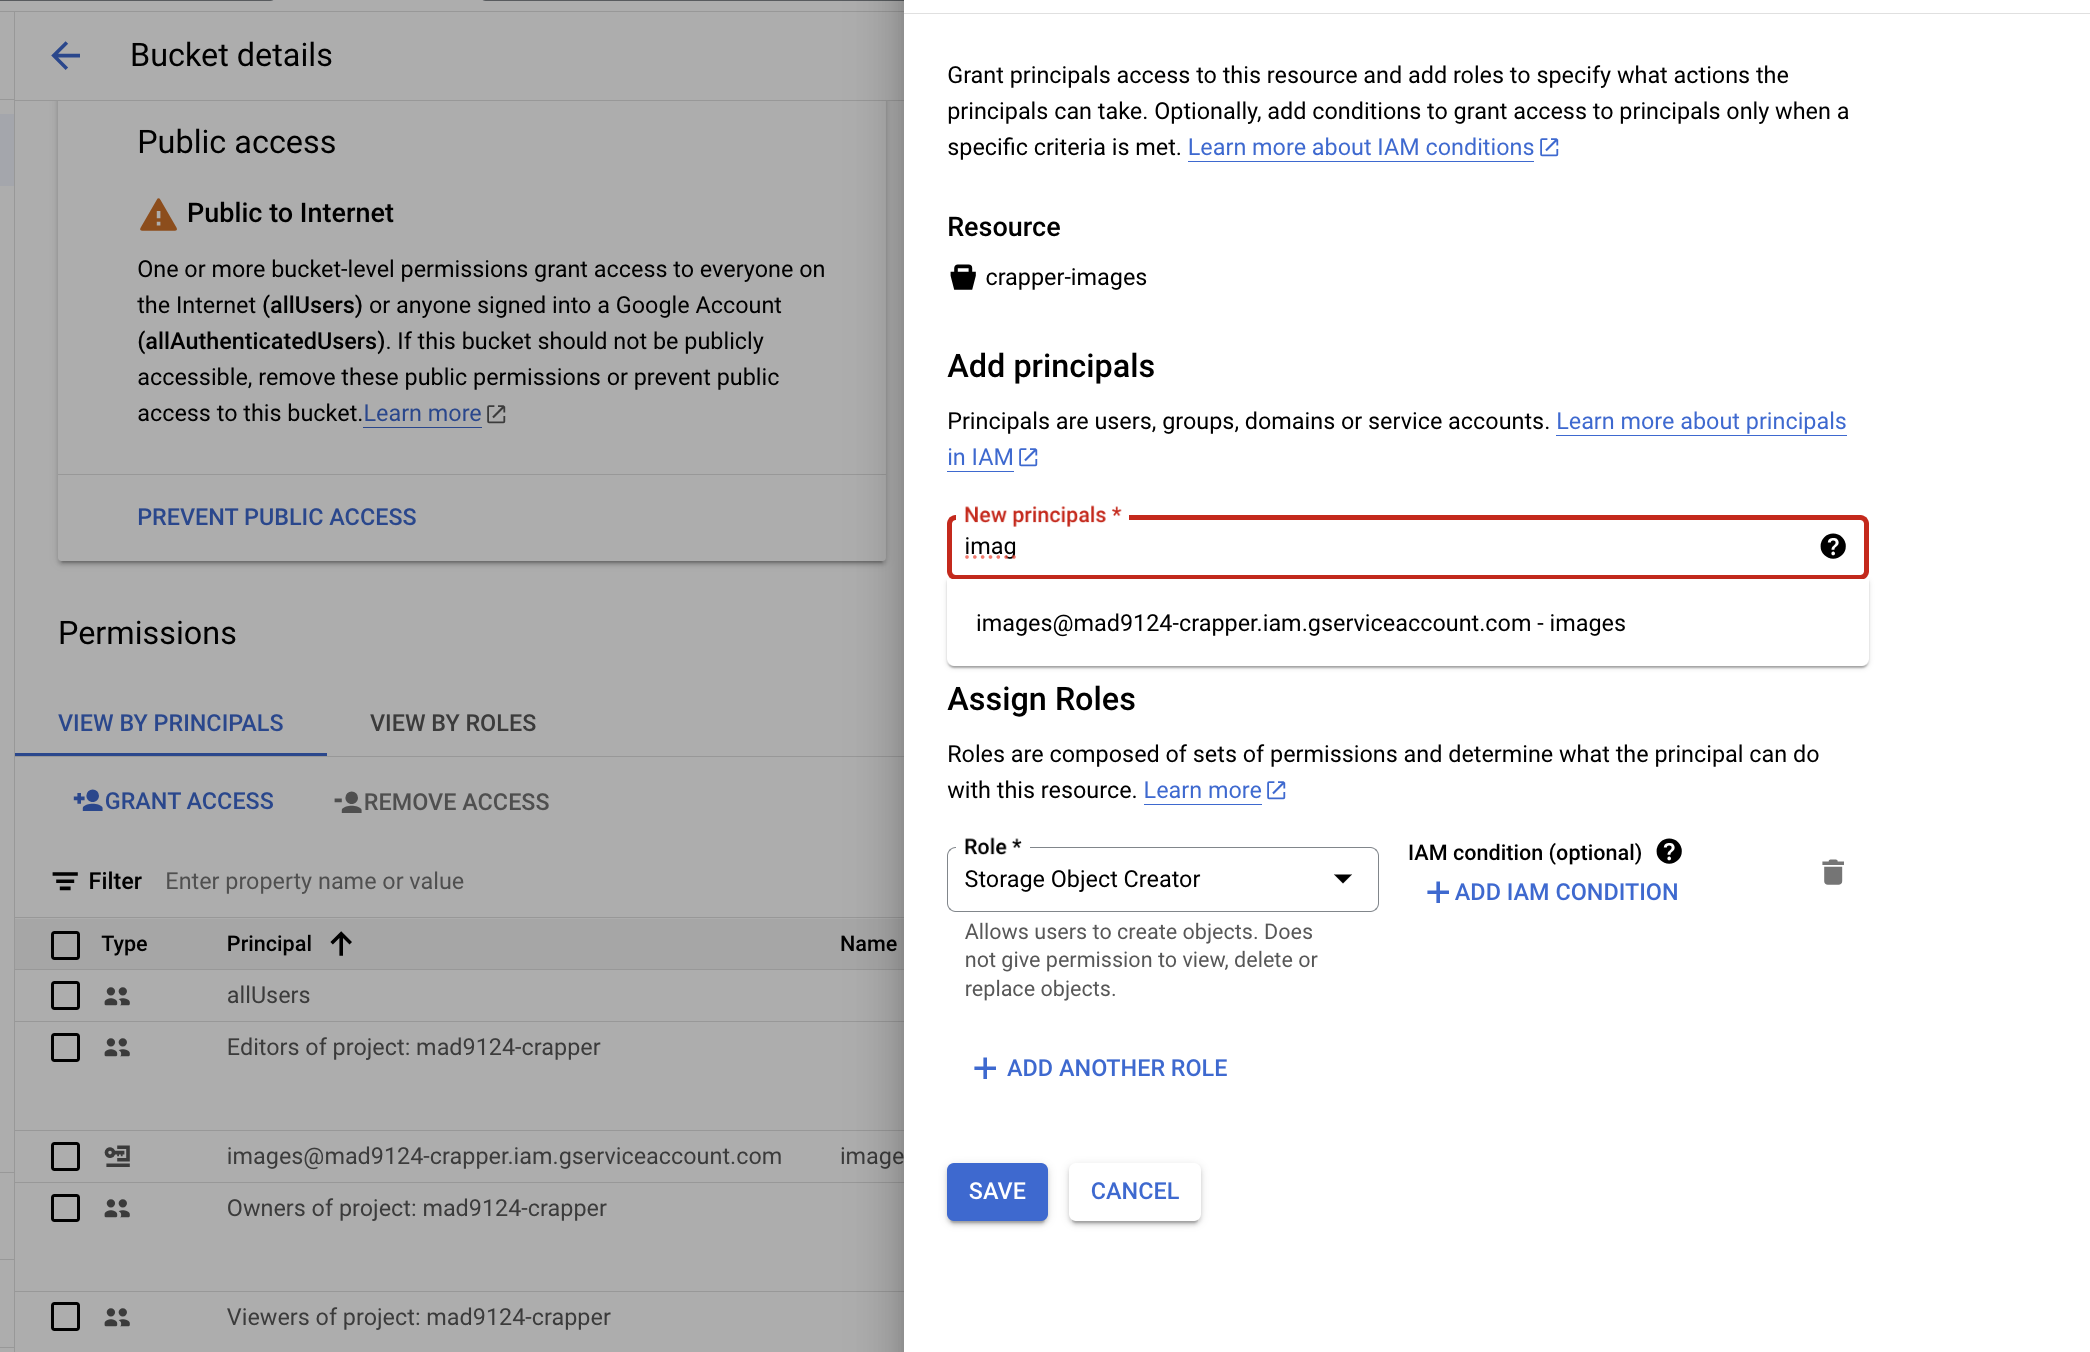 Bucket details
Public access
Public to Internet
One or more bucket-level permissions grant access to everyone on
the Internet (allUsers) or anyone signed into a Google Account
(allAuthenticatedUsers). If this bucket should not be publicly
accessible, remove these public permissions or prevent public
access to this bucket.Learn more
PREVENT PUBLIC ACCESS
Permissions
VIEW BY PRINCIPALS
VIEW BY ROLES
GRANT ACCESS
REMOVE ACCESS
Filter Enter property name or value
Type Principal Name
allUsers
Editors of project: mad9124-crapper
images@mad9124-crapper.iam.gserviceaccount.com image
Owners of project: mad9124-crapper
Viewers of project: mad9124-crapper
Grant principals access to this resource and add roles to specify what actions the
principals can take. Optionally, add conditions to grant access to principals only when a
specific criteria is met. Learn more about IAM conditions
Resource
crapper-images
Add principals
Principals are users, groups, domains or service accounts. Learn more about principals
in IAM
New principals *
imag
images@mad9124-crapper.iam.gserviceaccount.com - images
Assign Roles
Roles are composed of sets of permissions and determine what the principal can do
with this resource. Learn more
Role *
Storage Object Creator
Allows users to create objects. Does
not give permission to view, delete or
replace objects.
IAM condition (optional)
+ ADD IAM CONDITION
+ ADD ANOTHER ROLE
SAVE
CANCEL